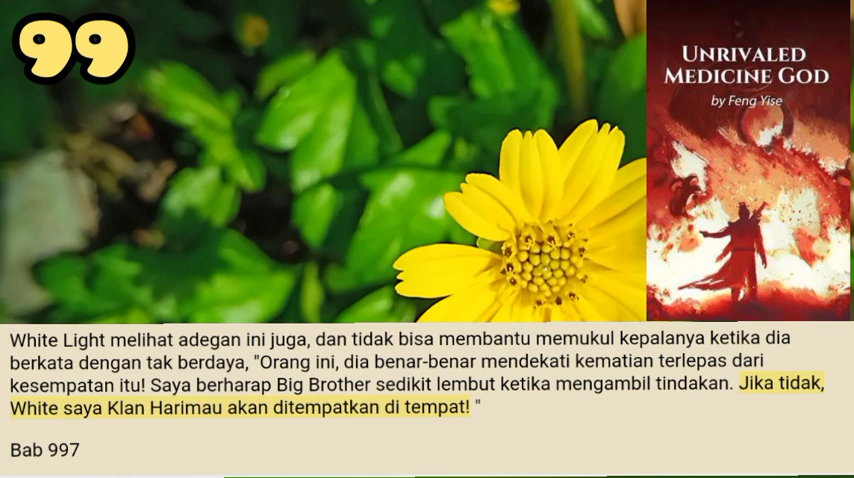 99
UNRIVALED
MEDICINE GOD
by Feng Yise
White Light melihat adegan ini juga, dan tidak bisa membantu memukul kepalanya ketika dia
berkata dengan tak berdaya, "Orang ini, dia benar-benar mendekati kematian terlepas dari
kesempatan itu! Saya berharap Big Brother sedikit lembut ketika mengambil tindakan. Jika tidak,
White saya Klan Harimau akan ditempatkan di tempat! "
Bab 997